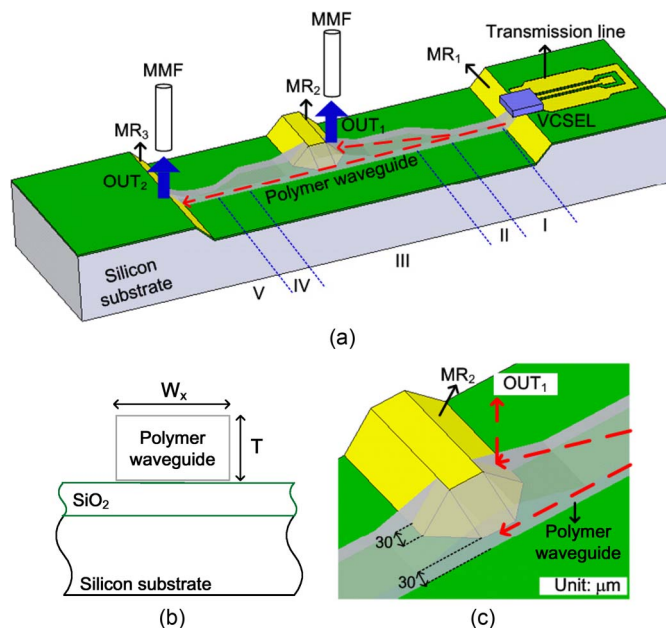 Transmission line
MMF
MR1
MMF
MR2
VCSEL
MR3
OUT1
OUT2
Polymer waveguide
I
II
III
IV
V
Silicon
substrate
(a)
Wx
Polymer
waveguide
T
SiO2
Silicon substrate
(b)
MR2
OUT1
30
30
Polymer
waveguide
Unit: μm
(c)